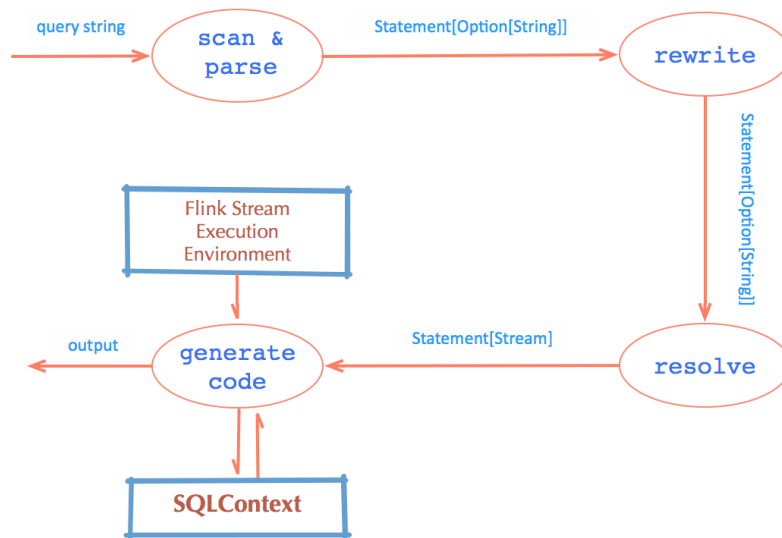 query string
scan &
parse
Statement[Option[String]]
rewrite
Statement[Option[String]]
Flink Stream
Execution
Environment
output
generate
code
Statement[Stream]
resolve
SQLContext